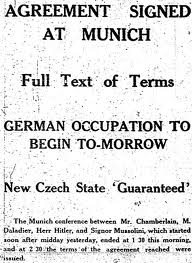 AGREEMENT SIGNED
AT MUNICH
Full Text of Terms
GERMAN OCCUPATION TO
BEGIN TO-MORROW
New Czech State 'Guaranteed'
The Munich conference between Mr. Chamberlain, M.
Daladier, Herr Hitler, and Signor Mussolini, which started
soon after midday yesterday, ended at 1 30 this morning,
and at 2 30 the terms of the agreement reached were
issued.